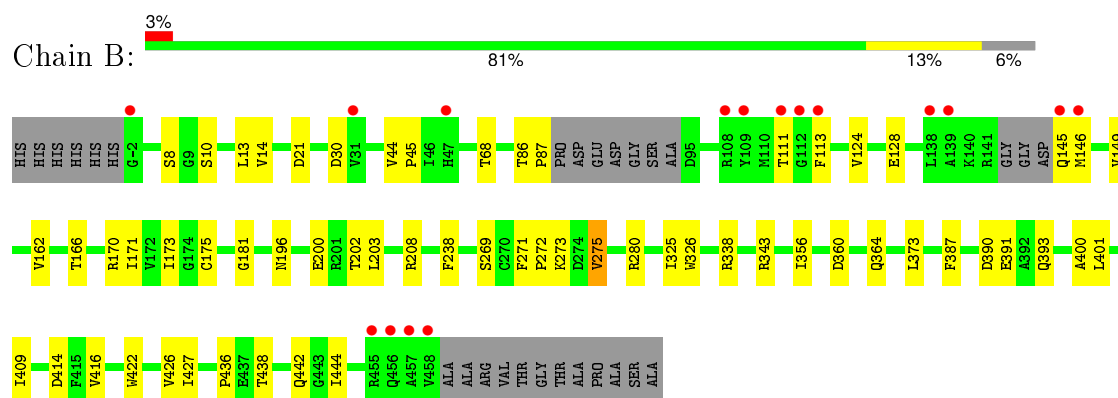 3%
Chain B:
81% 13% 6%
HIS HIS HIS HIS HIS HIS G-2 S8 G9 S10 L13 V14 D21 D30 V31 V44 P45 I46 H47 T68 T86 P87 PRO ASP GLU ASP GLY SER ALA D95 R108 Y109 M110 T111 G112 F113 V124 E128 L138 A139 K140 R141 GLY GLY ASP Q145 M146 V149
V162 T166 R170 I171 V172 I173 G174 C175 G181 N196 E200 R201 T202 L203 R208 F238 S269 C270 F271 P272 K273 D274 V275 R280 I325 W326 R338 R343 I356 D360 Q364 L373 F387 D390 E391 A392 Q393 A400 L401
I409 D414 F415 V416 W422 V426 I427 P436 E437 T438 Q442 G443 I444 R455 Q456 A457 V458 ALA ALA ARG VAL THR GLY THR ALA PRO ALA SER ALA